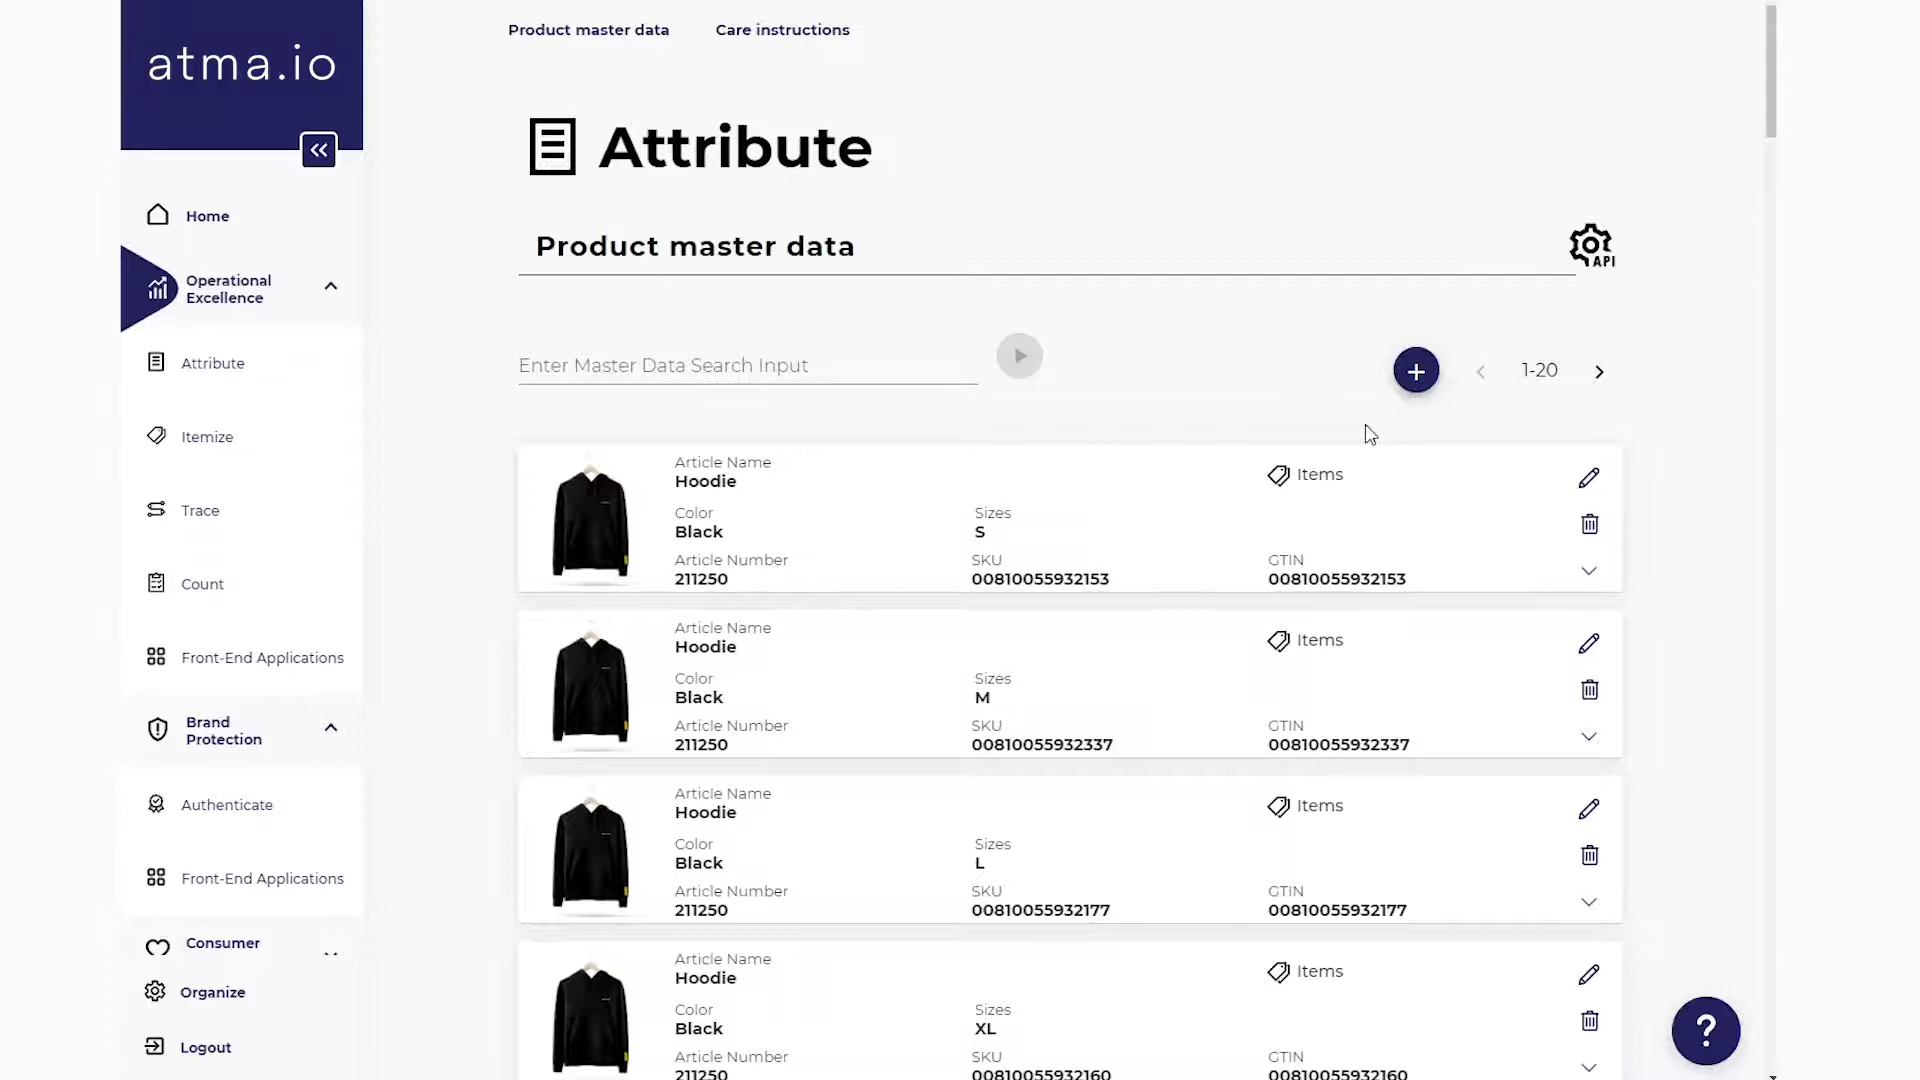 atma.io
Product master data
Care instructions
Home
Operational
Excellence
Attribute
Itemize
Trace
Count
Front-End Applications
Brand
Protection
Authenticate
Front-End Applications
Consumer
Organize
Logout
Attribute
Product master data
API
Enter Master Data Search Input
1-20
Article Name
Hoodie
Items
Color
Black
Sizes
S
Article Number
211250
SKU
00810055932153
GTIN
00810055932153
Article Name
Hoodie
Items
Color
Black
Sizes
M
Article Number
211250
SKU
00810055932337
GTIN
00810055932337
Article Name
Hoodie
Items
Color
Black
Sizes
L
Article Number
211250
SKU
00810055932177
GTIN
00810055932177
Article Name
Hoodie
Items
Color
Black
Sizes
XL
Article Number
211250
SKU
00810055932160
GTIN
00810055932160
?